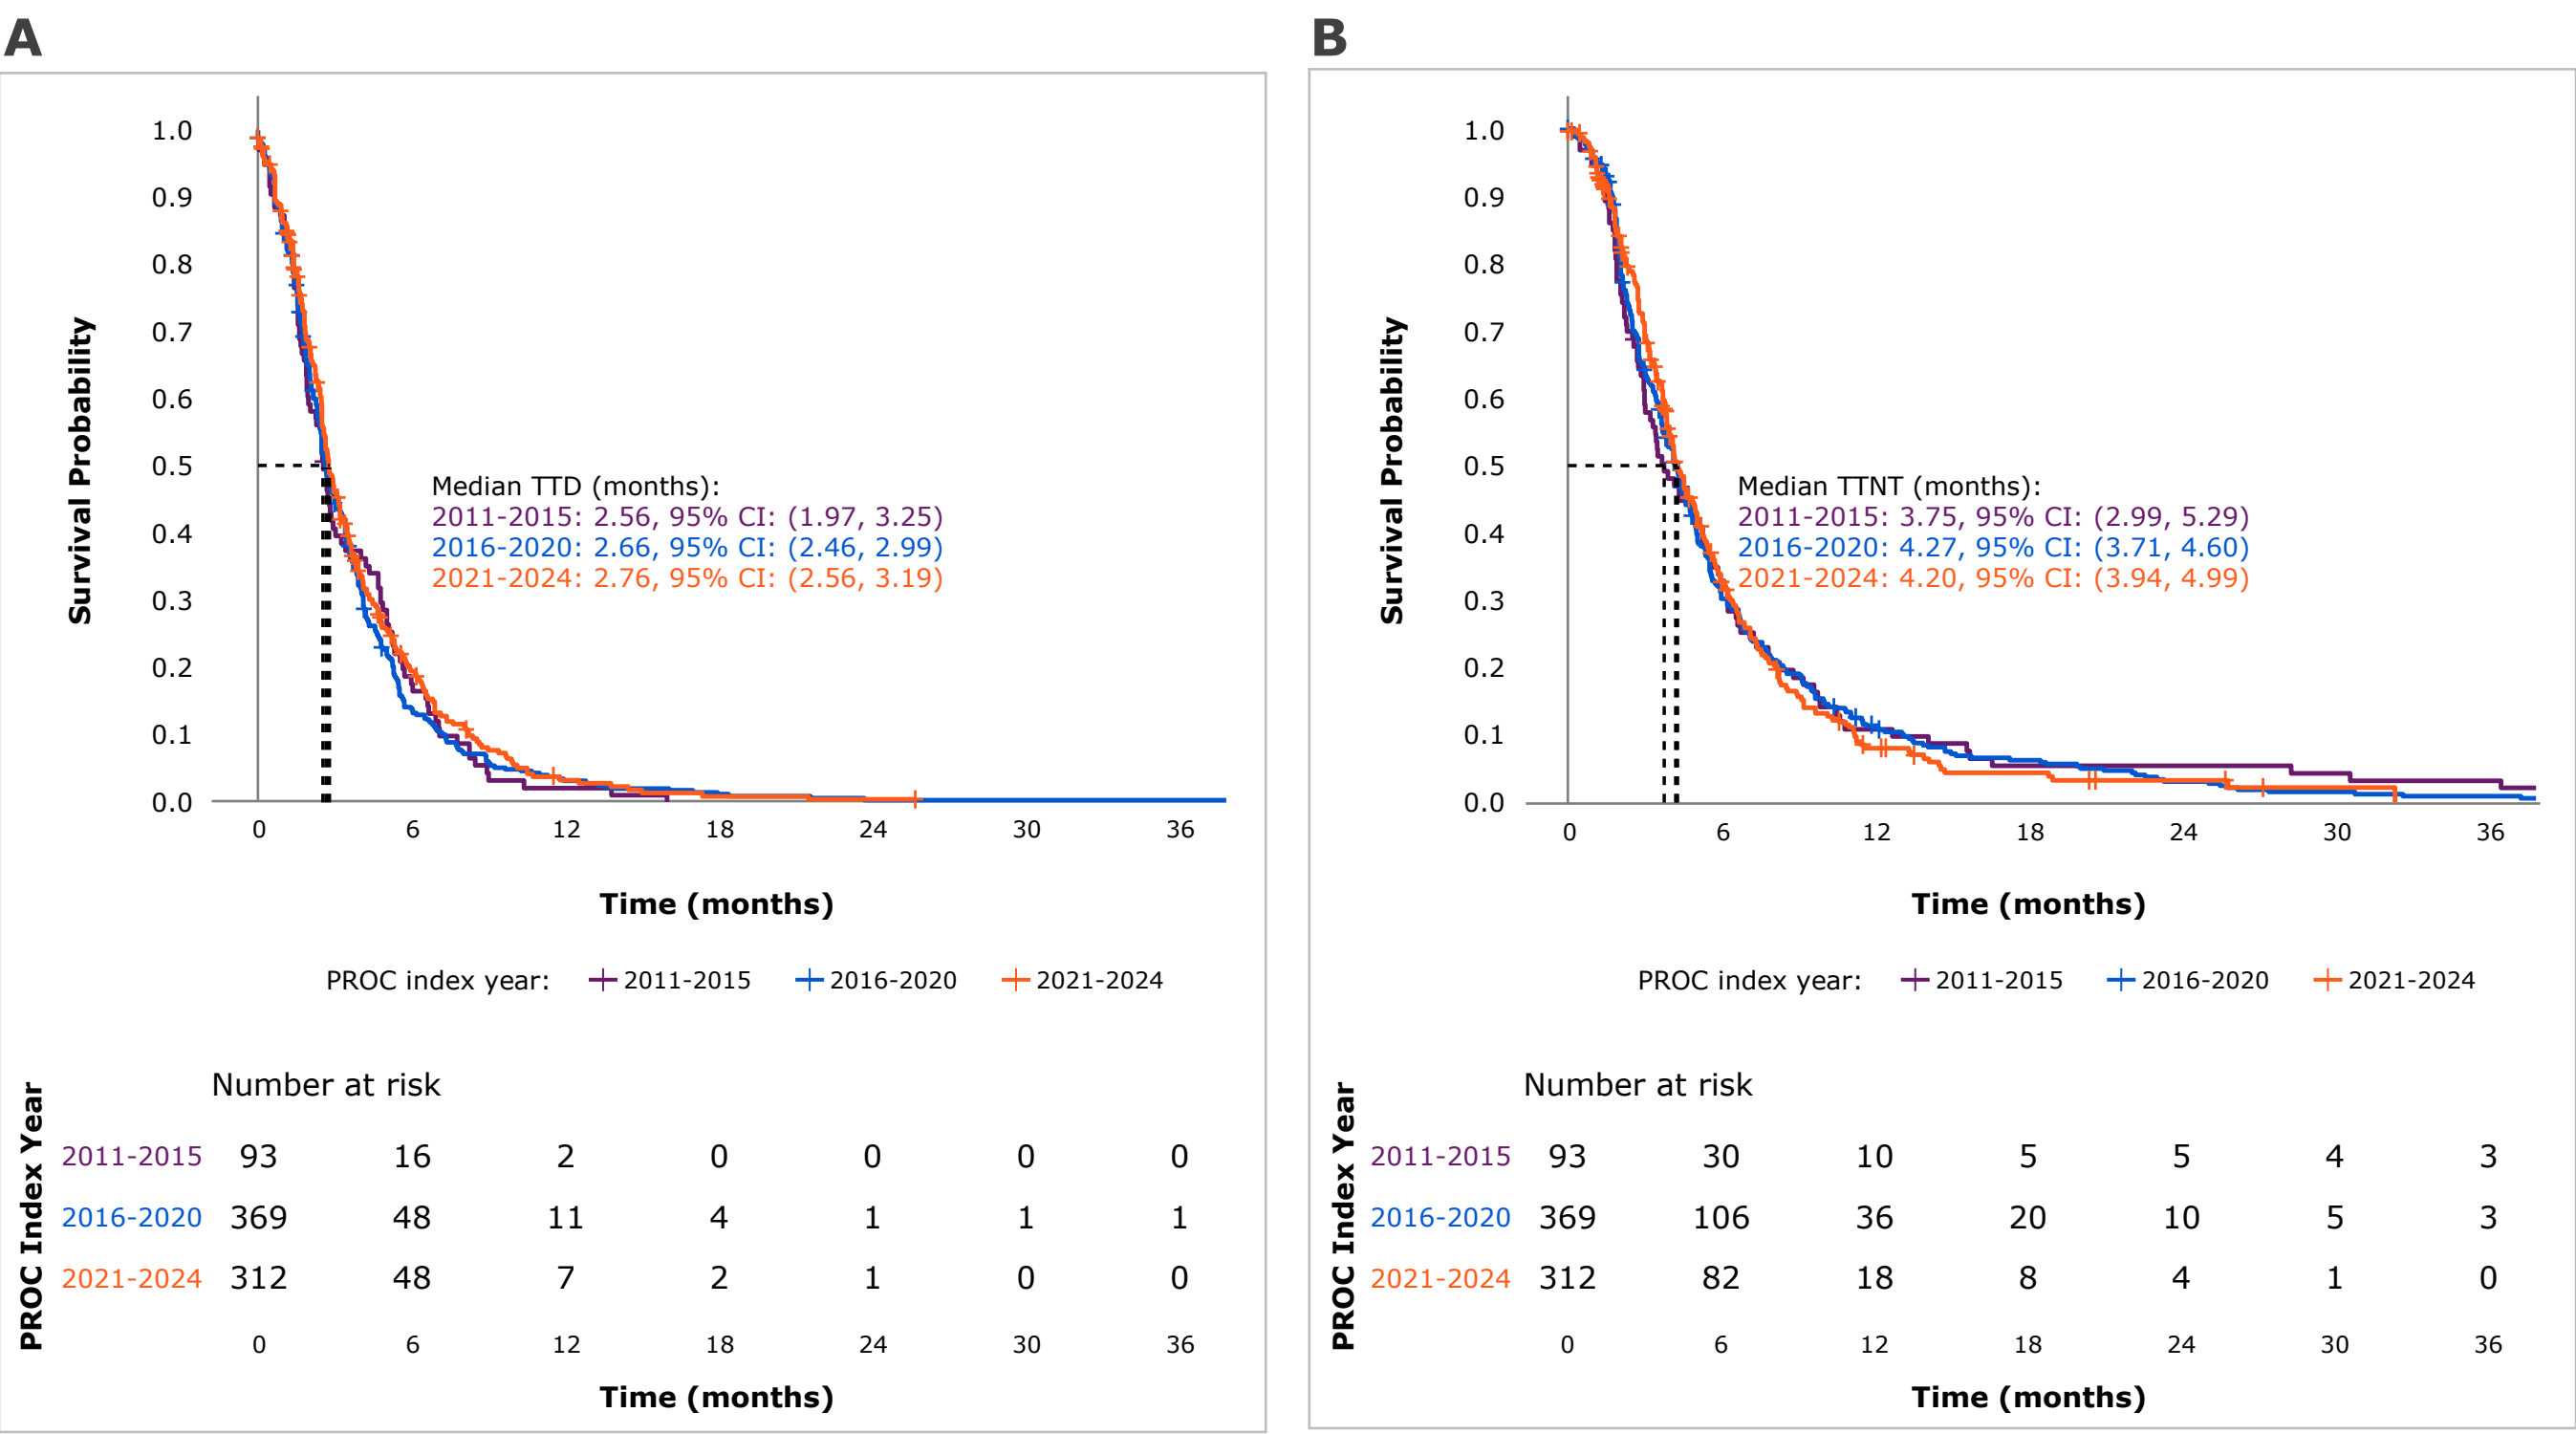 A
1.0
0.9
0.8
0.7
0.6
0.5
0.4
0.3
0.2
0.1
0.0
Survival Probability
Median TTD (months):
2011-2015: 2.56, 95% CI: (1.97, 3.25)
2016-2020: 2.66, 95% CI: (2.46, 2.99)
2021-2024: 2.76, 95% CI: (2.56, 3.19)
0 6 12 18 24 30 36
Time (months)
PROC index year: 2011-2015 2016-2020 2021-2024
Number at risk
PROC Index Year
2011-2015 93 16 2 0 0 0 0
2016-2020 369 48 11 4 1 1 1
2021-2024 312 48 7 2 1 0 0
0 6 12 18 24 30 36
Time (months)
B
1.0
0.9
0.8
0.7
0.6
0.5
0.4
0.3
0.2
0.1
0.0
Survival Probability
Median TTNT (months):
2011-2015: 3.75, 95% CI: (2.99, 5.29)
2016-2020: 4.27, 95% CI: (3.71, 4.60)
2021-2024: 4.20, 95% CI: (3.94, 4.99)
0 6 12 18 24 30 36
Time (months)
PROC index year: 2011-2015 2016-2020 2021-2024
Number at risk
PROC Index Year
2011-2015 93 30 10 5 5 4 3
2016-2020 369 106 36 20 10 5 3
2021-2024 312 82 18 8 4 1 0
0 6 12 18 24 30 36
Time (months)